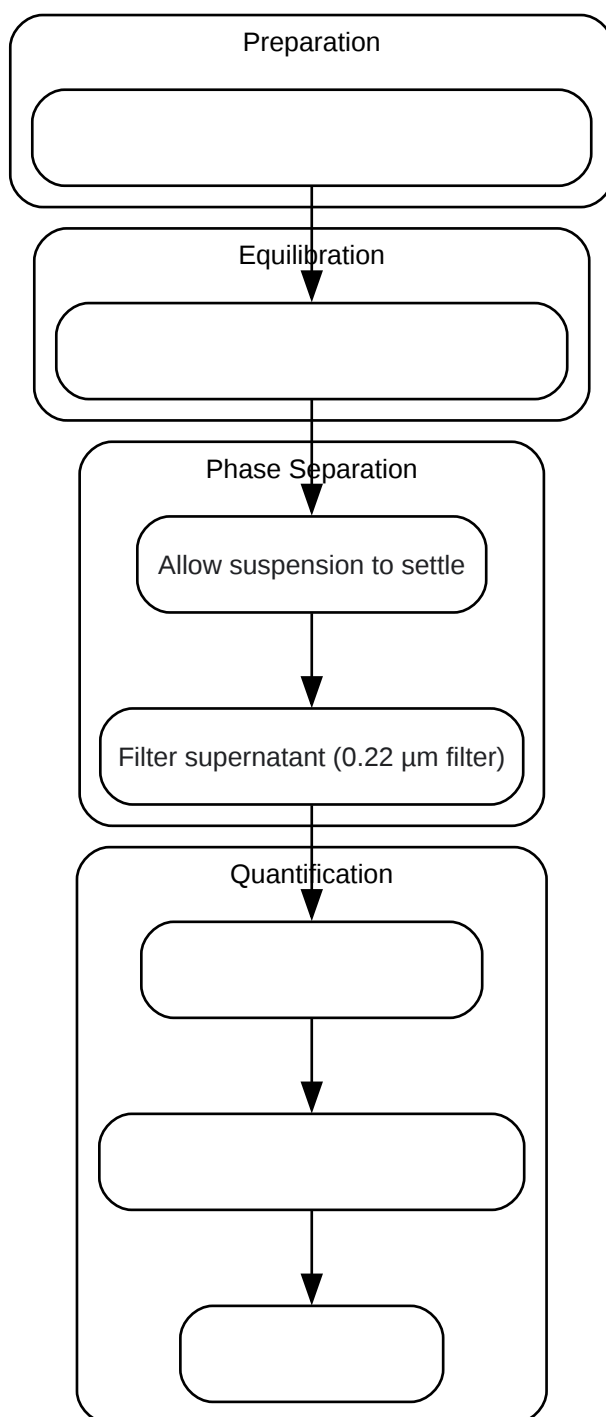 Preparation
Equilibration
Phase Separation
Allow suspension to settle
Filter supernatant (0.22 µm filter)
Quantification